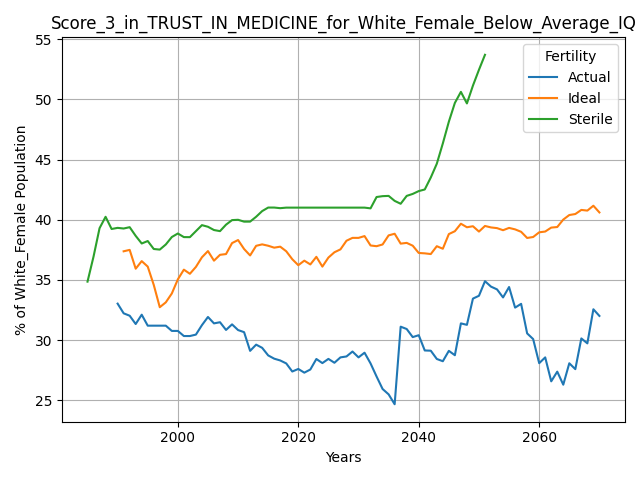 Score_3_in_TRUST_IN_MEDICINE_for_White_Female_Below_Average_IQ
55
50
45
40
35
30
25
% of White_Female Population
Fertility
Actual
Ideal
Sterile
2000
2020
2040
2060
Years